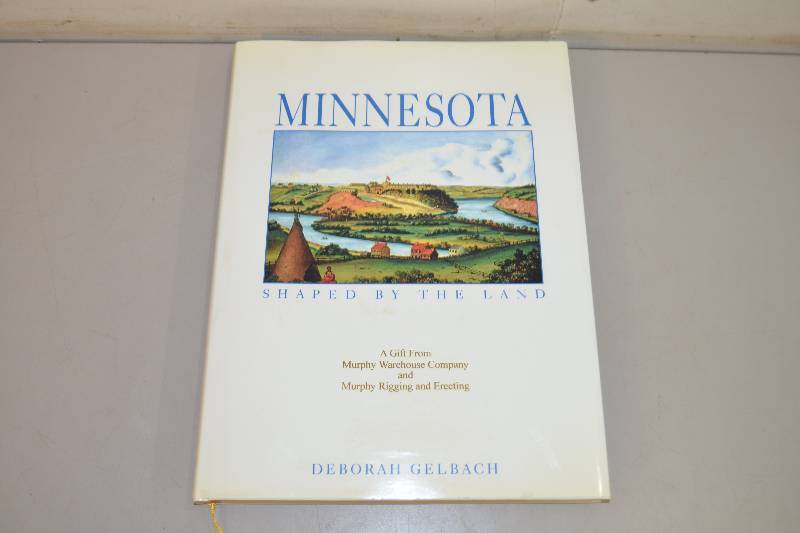 MINNESOTA
SHAPED BY THE LAND
A Gift From
Murphy Warehouse Company
and
Murphy Rigging and Erecting
DEBORAH GELBACH